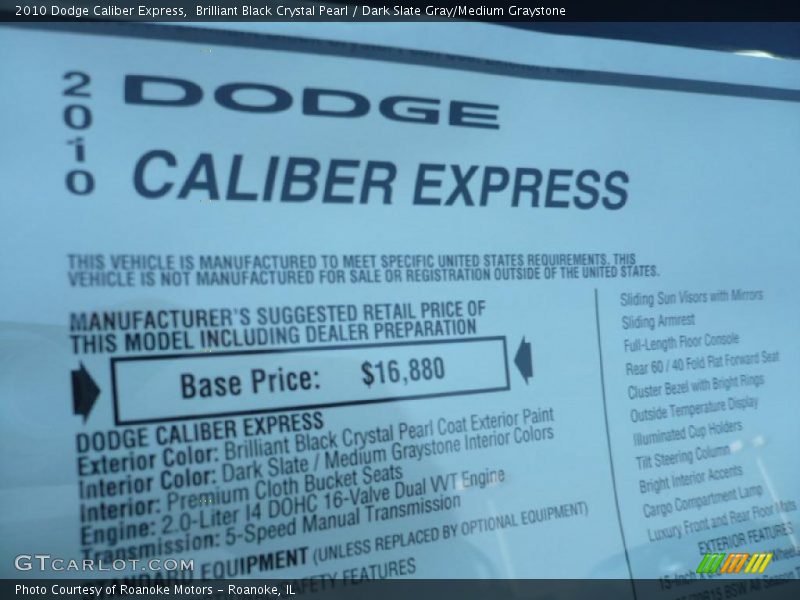 2010 Dodge Caliber Express, Brilliant Black Crystal Pearl / Dark Slate Gray/Medium Graystone
2010
DODGE
CALIBER EXPRESS
THIS VEHICLE IS MANUFACTURED TO MEET SPECIFIC UNITED STATES REQUIREMENTS. THIS
VEHICLE IS NOT MANUFACTURED FOR SALE OR REGISTRATION OUTSIDE OF THE UNITED STATES.
MANUFACTURER'S SUGGESTED RETAIL PRICE OF
THIS MODEL INCLUDING DEALER PREPARATION
Base Price: $16,880
DODGE CALIBER EXPRESS
Exterior Color: Brilliant Black Crystal Pearl Coat Exterior Paint
Interior Color: Dark Slate / Medium Graystone Interior Colors
Interior: Premium Cloth Bucket Seats
Engine: 2.0-Liter I4 DOHC 16-Valve Dual VVT Engine
Transmission: 5-Speed Manual Transmission
STANDARD EQUIPMENT (UNLESS REPLACED BY OPTIONAL EQUIPMENT)
SAFETY FEATURES
Sliding Sun Visors with Mirrors
Sliding Armrest
Full-Length Floor Console
Rear 60 / 40 Fold Flat Forward Seat
Cluster Bezel with Bright Rings
Outside Temperature Display
Illuminated Cup Holders
Tilt Steering Column
Bright Interior Accents
Cargo Compartment Lamp
Luxury Front and Rear Floor Mats
EXTERIOR FEATURES
15-Inch
BSW All Season
GTCARLOT.COM
Photo Courtesy of Roanoke Motors - Roanoke, IL